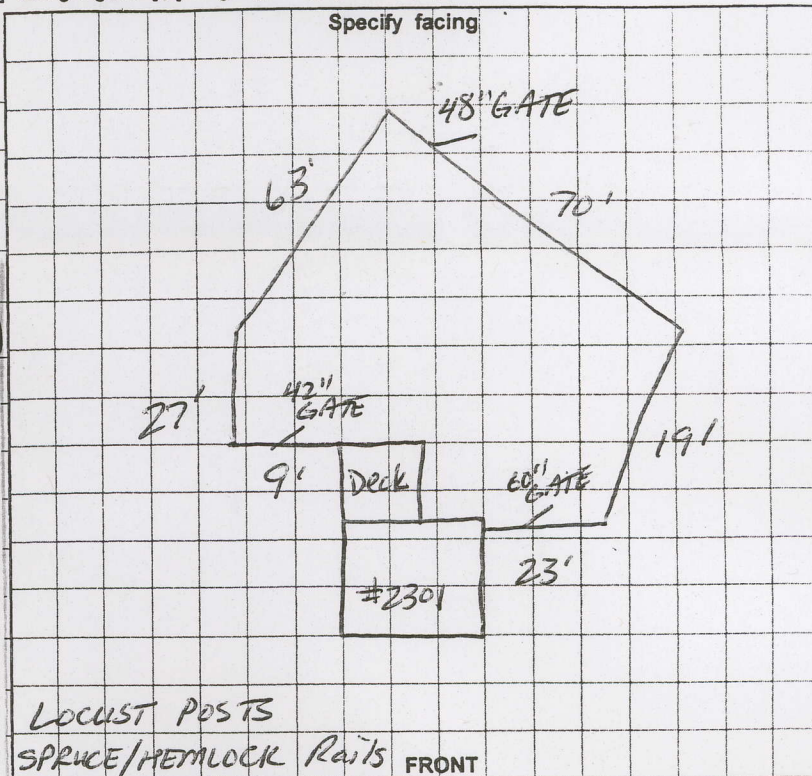 Specify facing
48" GATE
63'
70'
27'
42"
GATE
9'
Deck
60"
GATE
19'
23'
#2301
LOCUST POSTS
SPRUCE/HEMLOCK Rails
FRONT